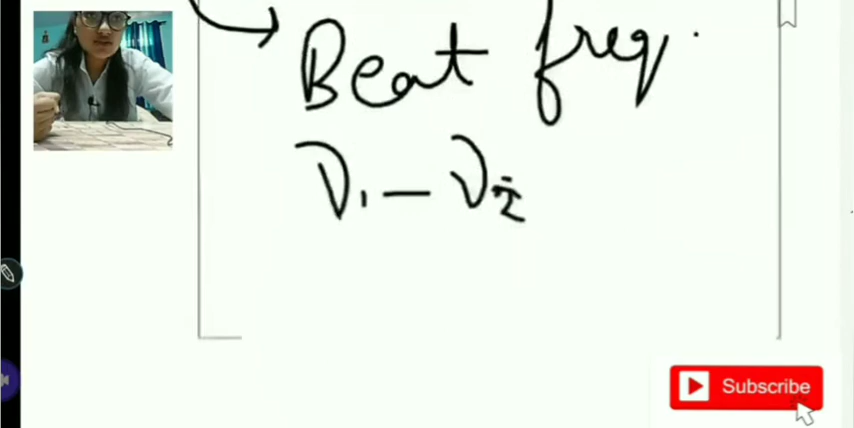 Beat freq.
ν₁ – ν₂
Subscribe